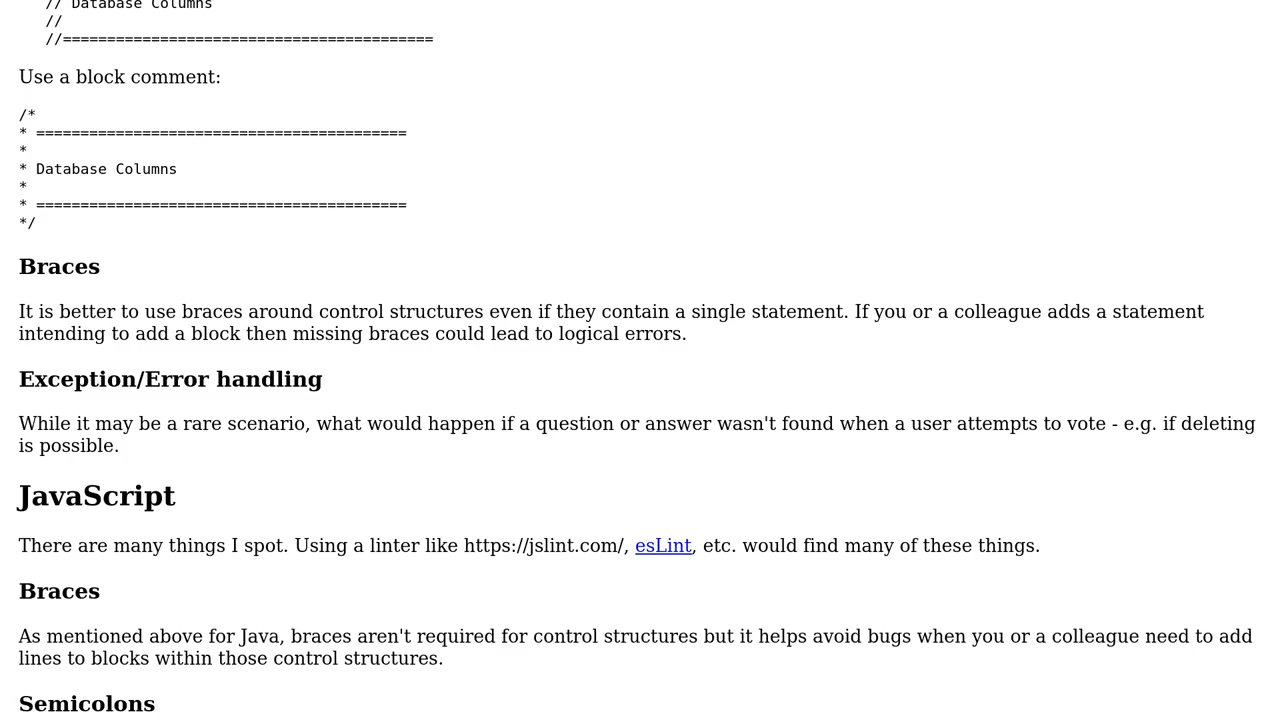 // Database Columns
//
//==========================================
Use a block comment:
/*
* ==========================================
*
* Database Columns
*
* ==========================================
*/
Braces
It is better to use braces around control structures even if they contain a single statement. If you or a colleague adds a statement
intending to add a block then missing braces could lead to logical errors.
Exception/Error handling
While it may be a rare scenario, what would happen if a question or answer wasn't found when a user attempts to vote - e.g. if deleting
is possible.
JavaScript
There are many things I spot. Using a linter like https://jslint.com/, esLint, etc. would find many of these things.
Braces
As mentioned above for Java, braces aren't required for control structures but it helps avoid bugs when you or a colleague need to add
lines to blocks within those control structures.
Semicolons